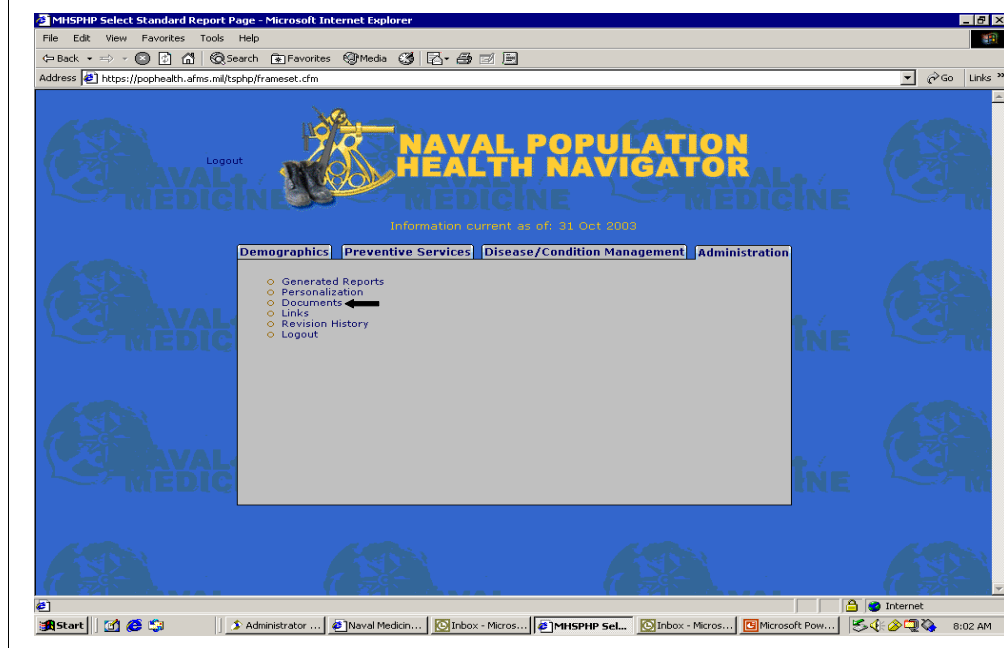 MHSPHP Select Standard Report Page - Microsoft Internet Explorer
File Edit View Favorites Tools Help
Back Search Favorites Media
Address https://pophealth.afms.mil/tsphp/frameset.cfm Go Links »
Logout
NAVAL POPULATION
HEALTH NAVIGATOR
Information current as of: 31 Oct 2003
Demographics Preventive Services Disease/Condition Management Administration
Generated Reports
Personalization
Documents
Links
Revision History
Logout
NAVAL
MEDICINE
Internet
Start Administrator ... Naval Medicin... Inbox - Micros... MHSPHP Sel... Inbox - Micros... Microsoft Pow... 8:02 AM